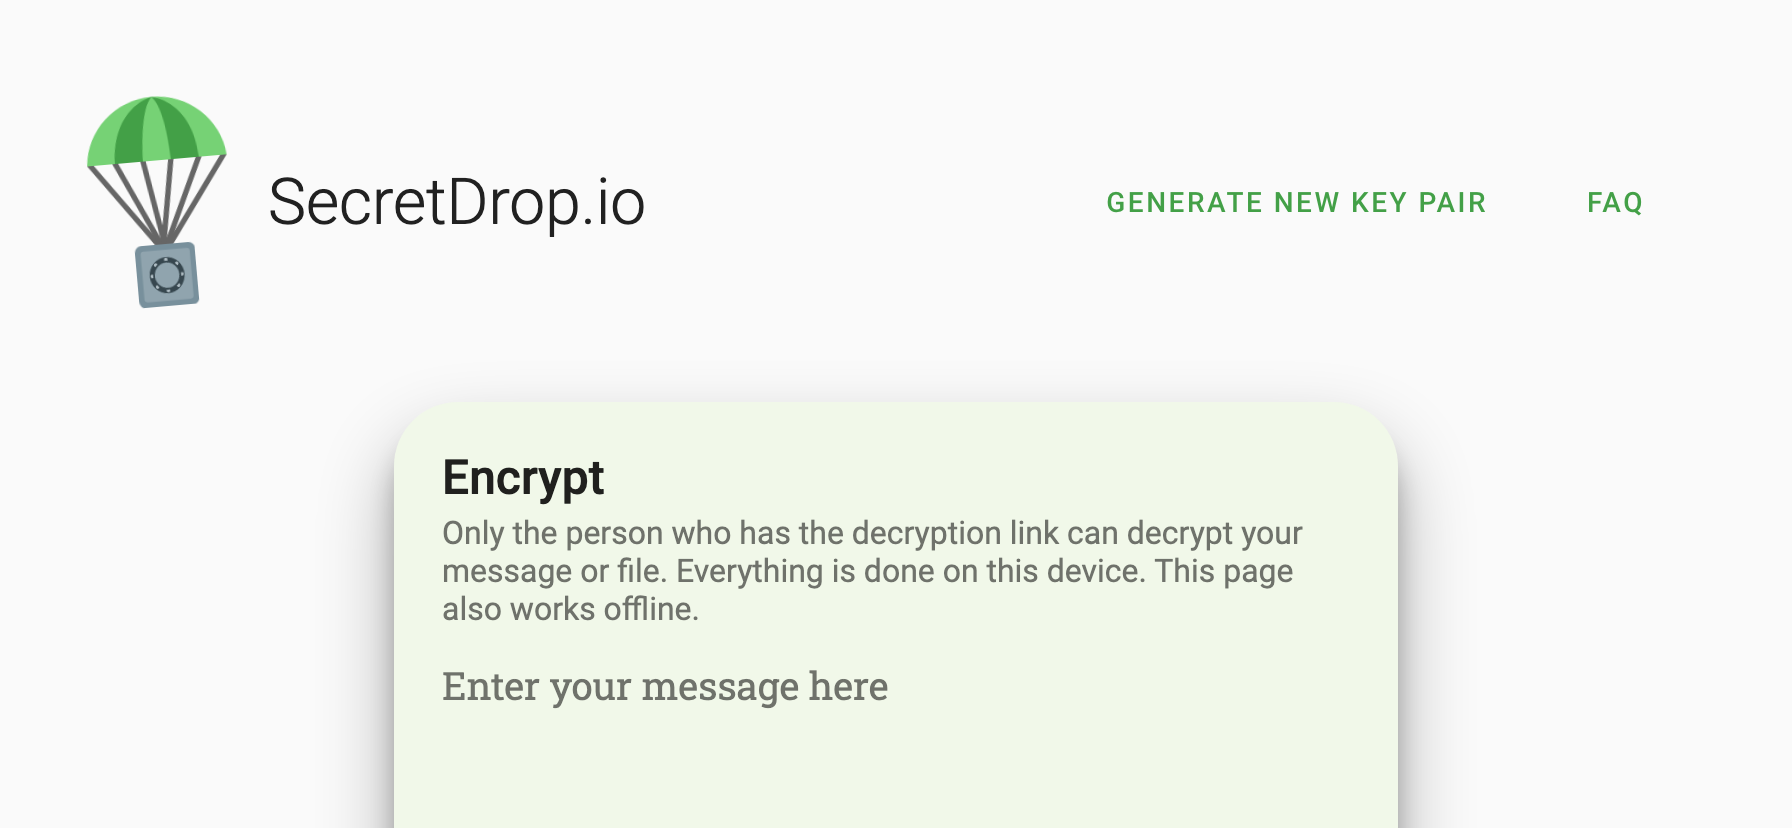 SecretDrop.io
GENERATE NEW KEY PAIR
FAQ
Encrypt
Only the person who has the decryption link can decrypt your
message or file. Everything is done on this device. This page
also works offline.
Enter your message here